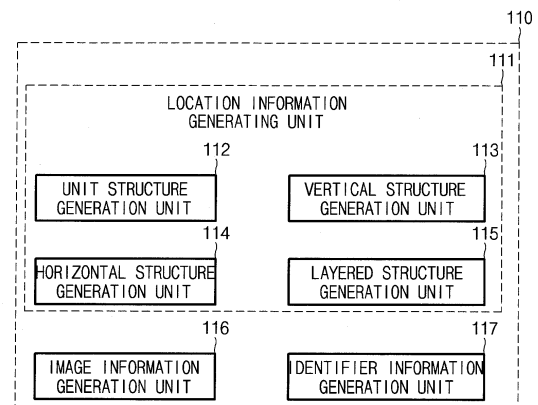 110
111
LOCATION INFORMATION
GENERATING UNIT
112
113
UNIT STRUCTURE
GENERATION UNIT
VERTICAL STRUCTURE
GENERATION UNIT
114
115
HORIZONTAL STRUCTURE
GENERATION UNIT
LAYERED STRUCTURE
GENERATION UNIT
116
117
IMAGE INFORMATION
GENERATION UNIT
IDENTIFIER INFORMATION
GENERATION UNIT